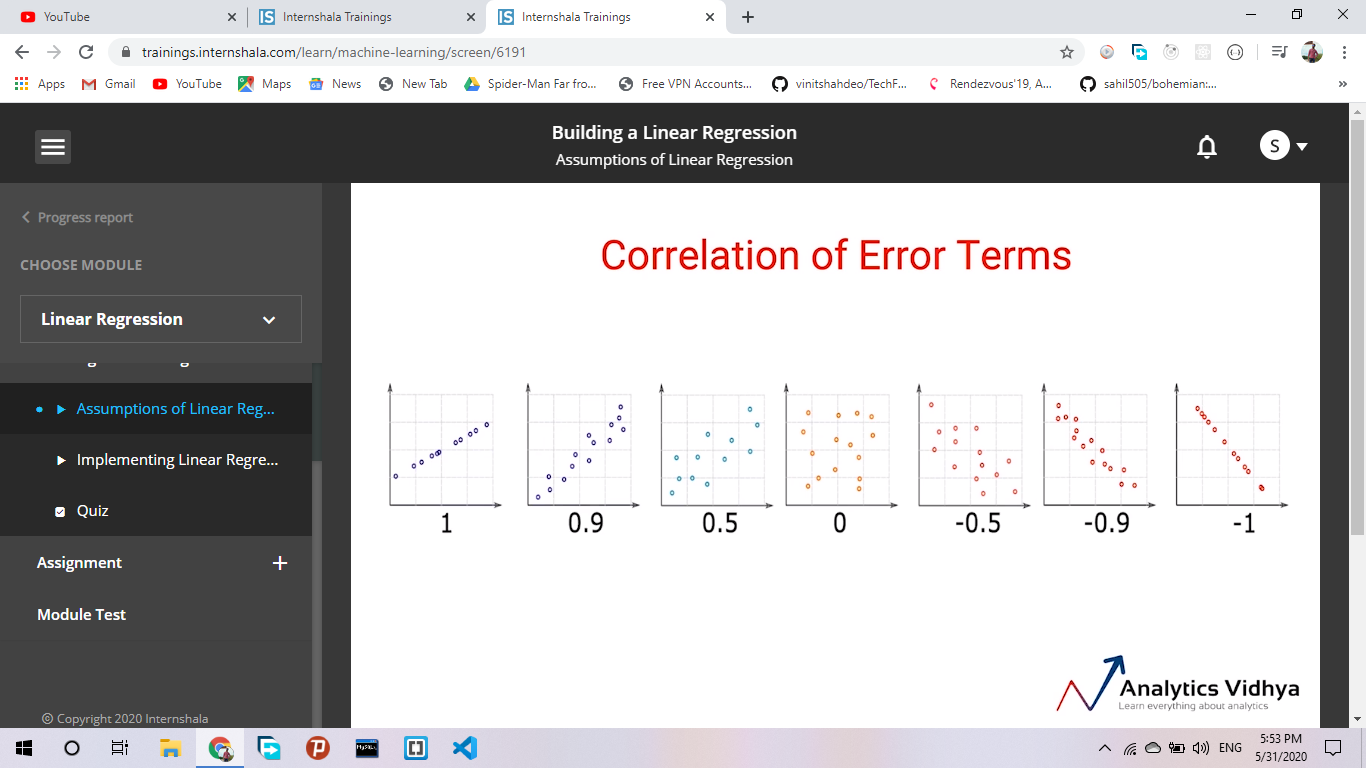 YouTube
Internshala Trainings
Internshala Trainings
trainings.internshala.com/learn/machine-learning/screen/6191
Apps
Gmail
YouTube
Maps
News
New Tab
Spider-Man Far fro...
Free VPN Accounts...
vinitshahdeo/TechF...
Rendezvous'19, A...
sahil505/bohemian:...
»
Building a Linear Regression
Assumptions of Linear Regression
S
Progress report
CHOOSE MODULE
Linear Regression
Assumptions of Linear Reg...
Implementing Linear Regre...
Quiz
Assignment
Module Test
© Copyright 2020 Internshala
Correlation of Error Terms
1 0.9 0.5 0 -0.5 -0.9 -1
Analytics Vidhya
Learn everything about analytics
MySQL
ENG
5:53 PM
5/31/2020